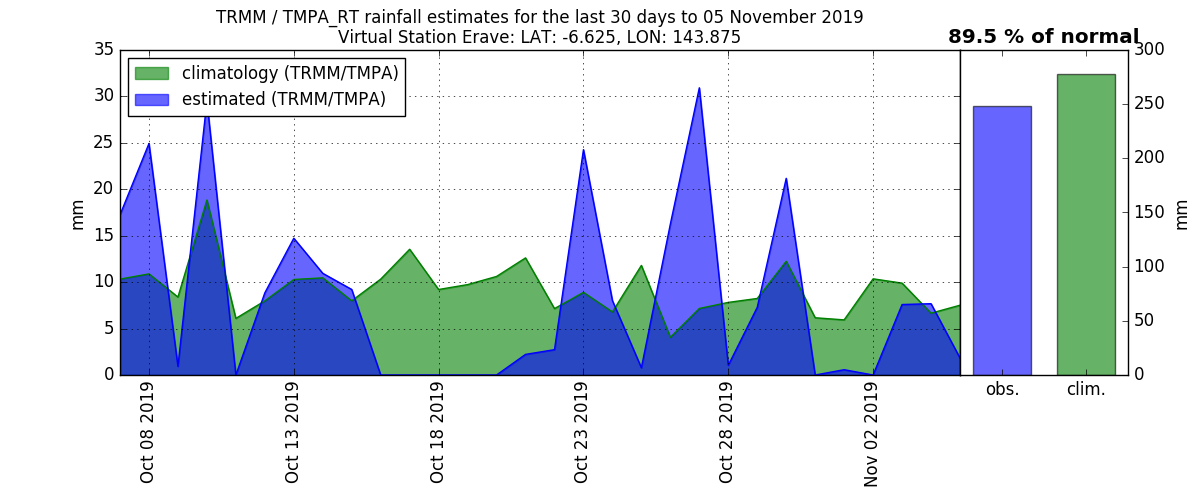 TRMM / TMPA_RT rainfall estimates for the last 30 days to 05 November 2019
Virtual Station Erave: LAT: -6.625, LON: 143.875
89.5 % of normal
climatology (TRMM/TMPA)
estimated (TRMM/TMPA)
mm
35
30
25
20
15
10
5
0
Oct 08 2019
Oct 13 2019
Oct 18 2019
Oct 23 2019
Oct 28 2019
Nov 02 2019
obs.
clim.
300
250
200
150
100
50
0
mm